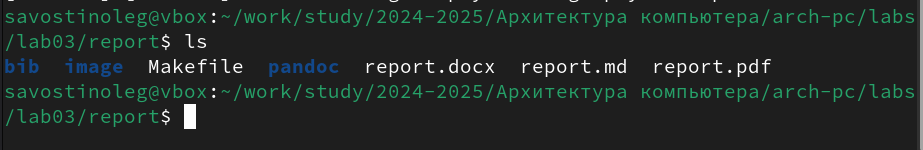 savostinoleg@vbox:~/work/study/2024-2025/Архитектура компьютера/arch-pc/labs
/lab03/report$ ls
bib  image  Makefile  pandoc  report.docx  report.md  report.pdf
savostinoleg@vbox:~/work/study/2024-2025/Архитектура компьютера/arch-pc/labs
/lab03/report$